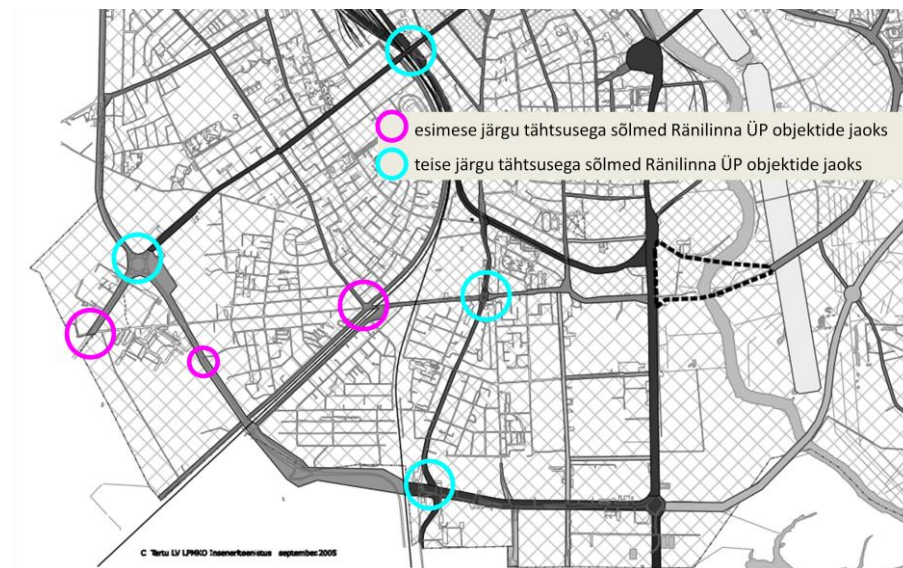 esimese järgu tähtsusega sõlmed Ränilinna ÜP objektide jaoks
teise järgu tähtsusega sõlmed Ränilinna ÜP objektide jaoks
C Tartu LV LPMKO Inseneriteenistus september 2005